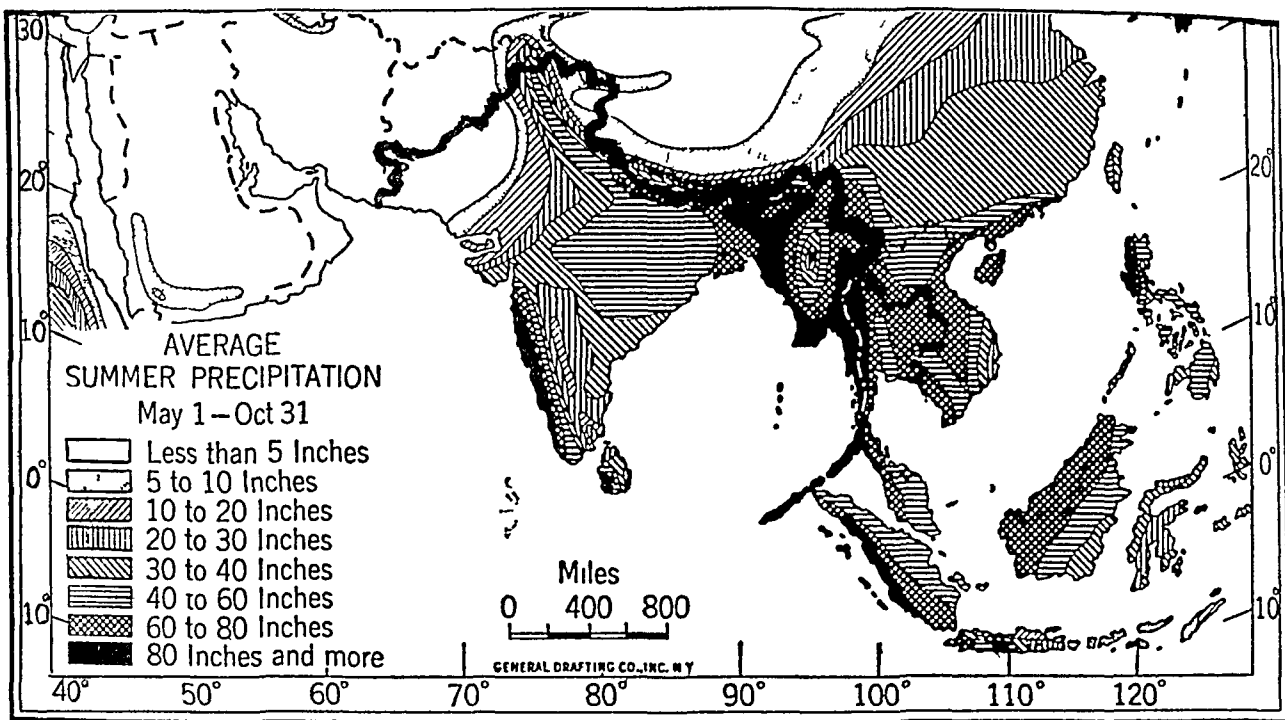 30°
20°
10°
0°
10°
20°
10°
0°
10°
AVERAGE
SUMMER PRECIPITATION
May 1–Oct 31
Less than 5 Inches
5 to 10 Inches
10 to 20 Inches
20 to 30 Inches
30 to 40 Inches
40 to 60 Inches
60 to 80 Inches
80 Inches and more
Miles
0 400 800
GENERAL DRAFTING CO., INC. N Y
40° 50° 60° 70° 80° 90° 100° 110° 120°